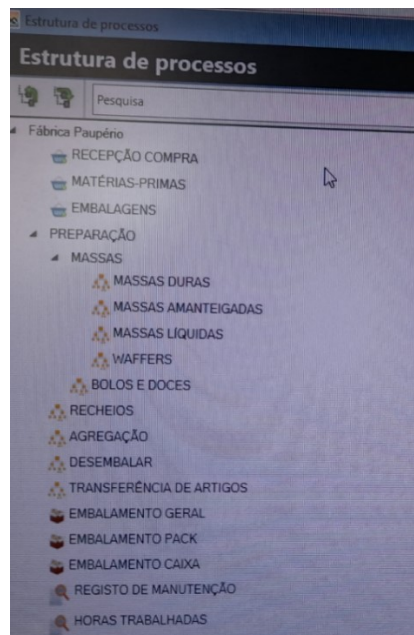 Estrutura de processos
Estrutura de processos
Pesquisa
Fábrica Paupério
RECEPÇÃO COMPRA
MATÉRIAS-PRIMAS
EMBALAGENS
PREPARAÇÃO
MASSAS
MASSAS DURAS
MASSAS AMANTEIGADAS
MASSAS LÍQUIDAS
WAFFERS
BOLOS E DOCES
RECHEIOS
AGREGAÇÃO
DESEMBALAR
TRANSFERÊNCIA DE ARTIGOS
EMBALAMENTO GERAL
EMBALAMENTO PACK
EMBALAMENTO CAIXA
REGISTO DE MANUTENÇÃO
HORAS TRABALHADAS